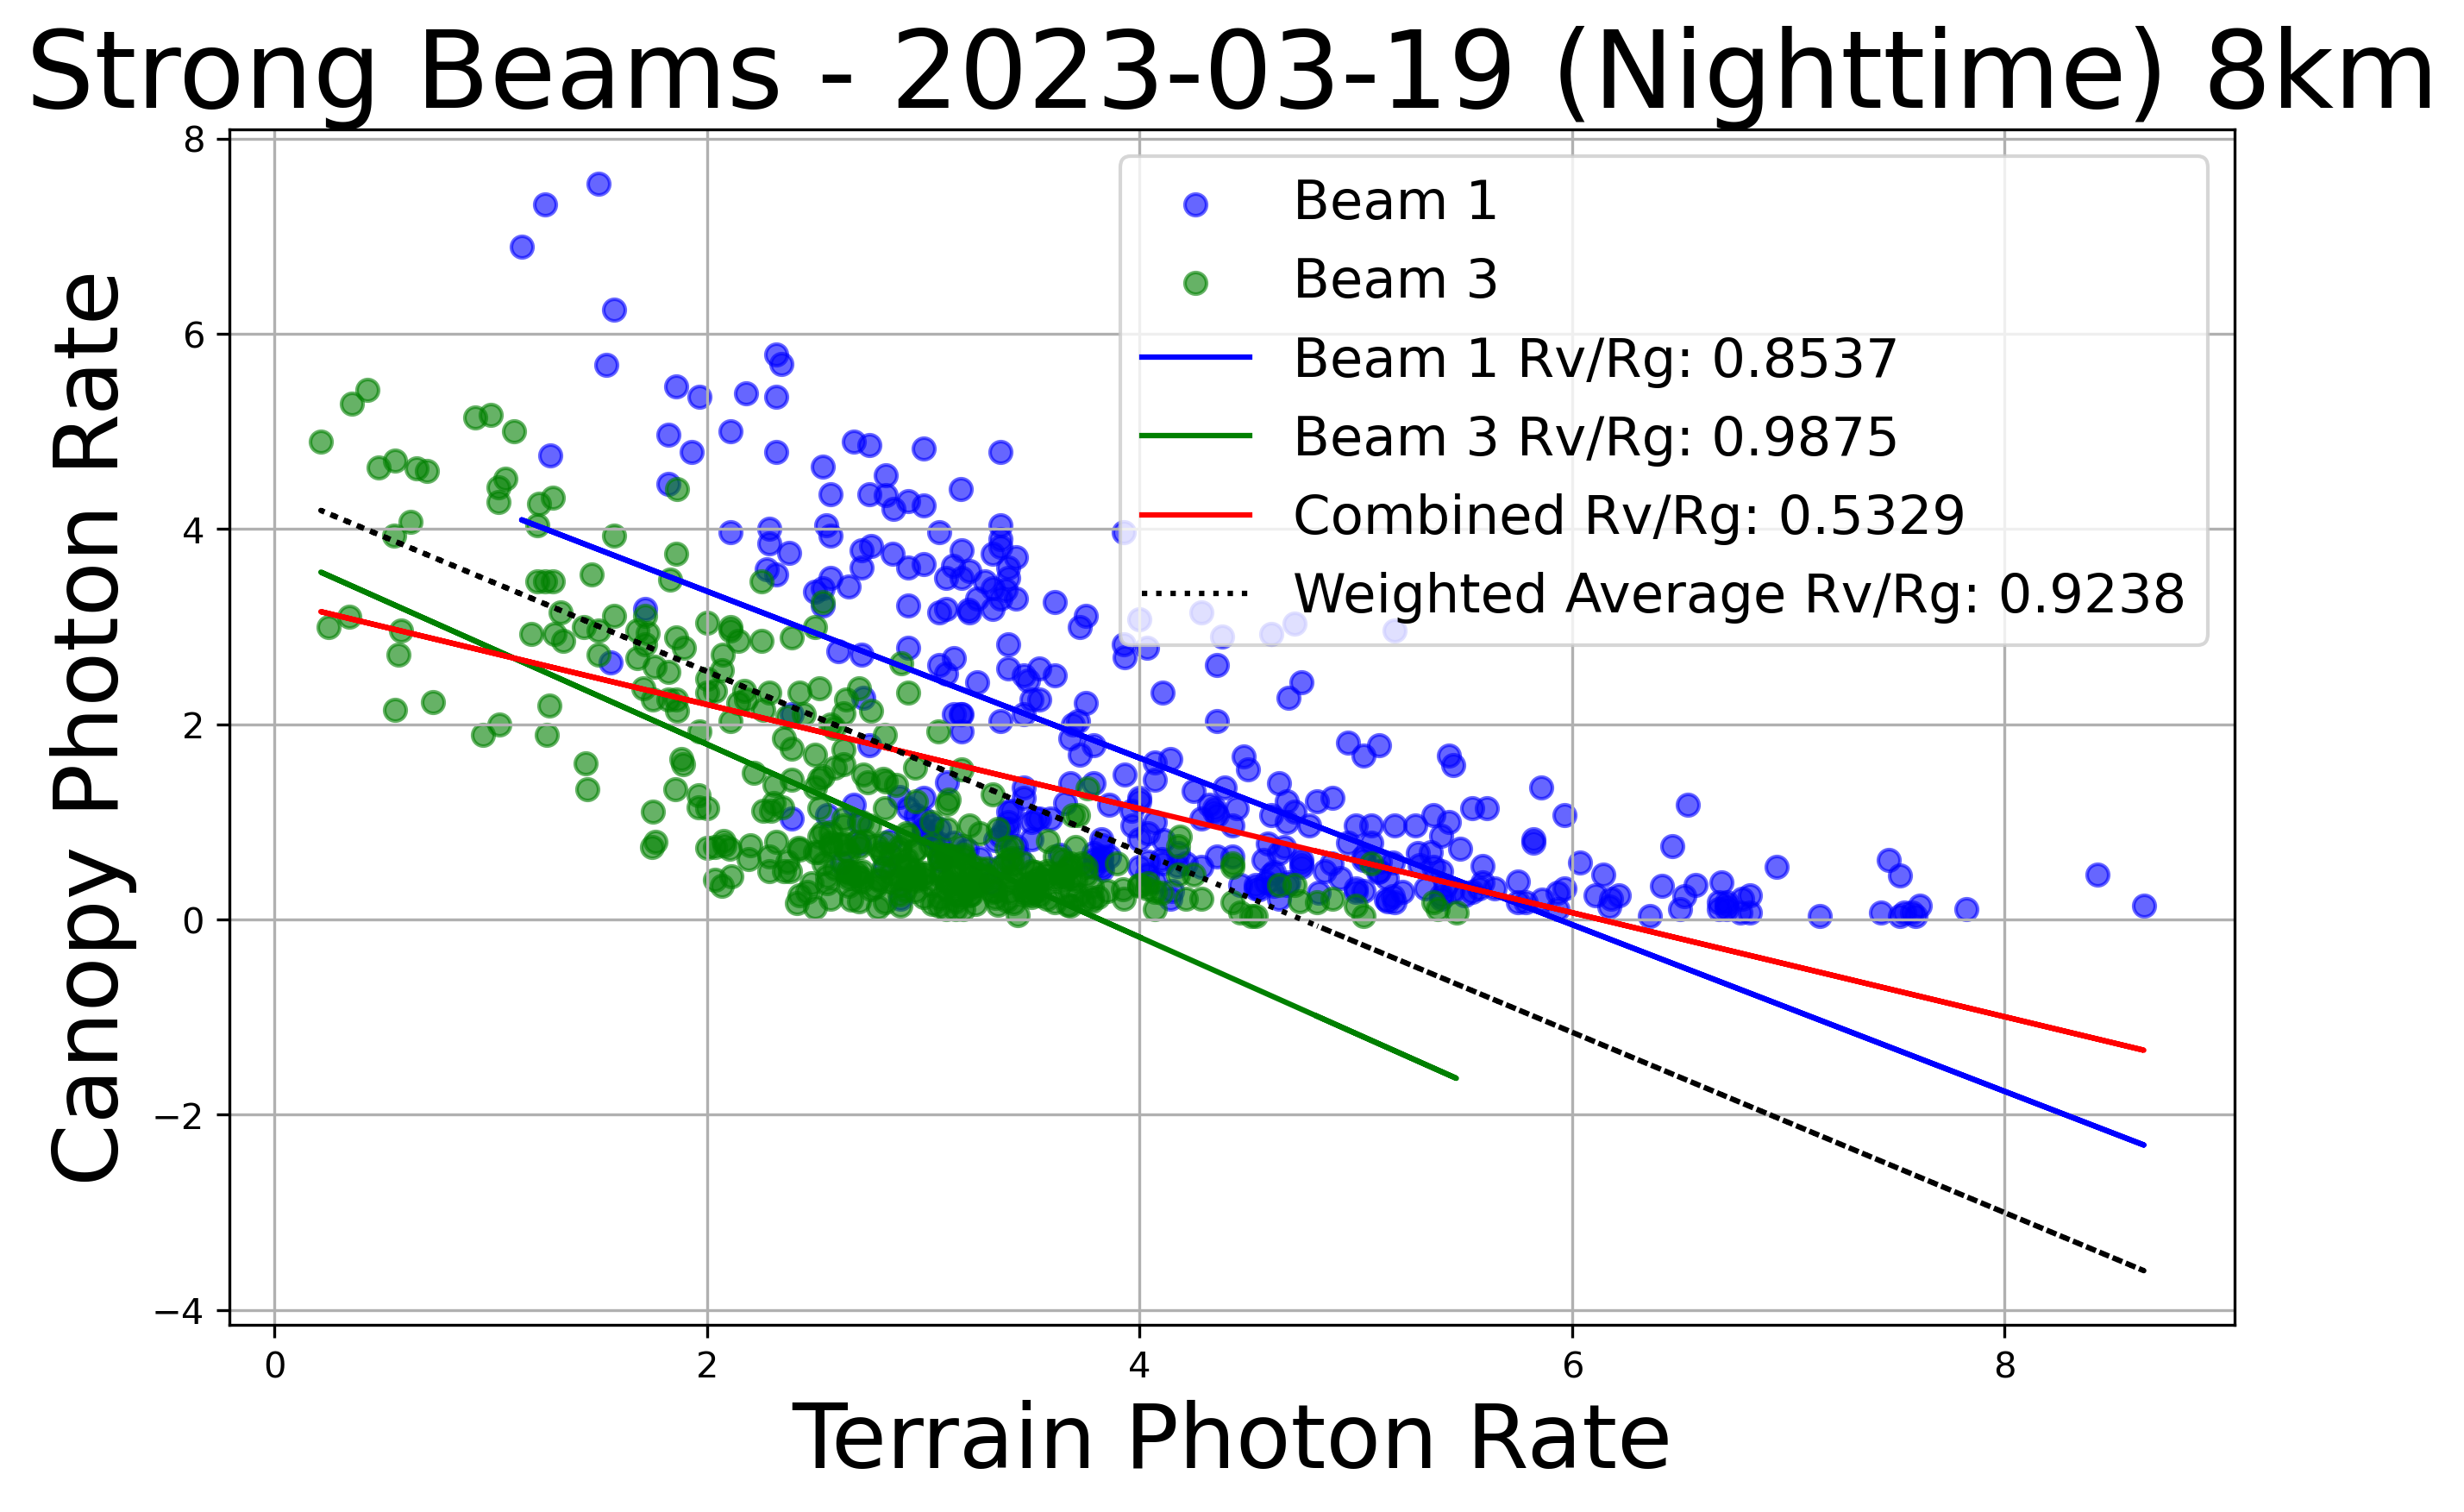 Strong Beams - 2023-03-19 (Nighttime) 8km
Canopy Photon Rate
8
6
4
2
0
−2
−4
Beam 1
Beam 3
Beam 1 Rv/Rg: 0.8537
Beam 3 Rv/Rg: 0.9875
Combined Rv/Rg: 0.5329
Weighted Average Rv/Rg: 0.9238
0 2 4 6 8
Terrain Photon Rate